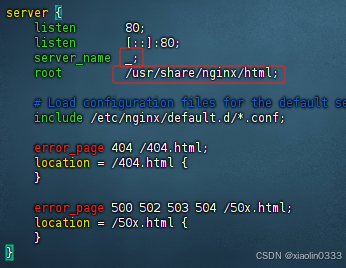 server {
listen 80;
listen [::]:80;
server_name _;
root /usr/share/nginx/html;
# Load configuration files for the default se
include /etc/nginx/default.d/*.conf;
error_page 404 /404.html;
location = /404.html {
}
error_page 500 502 503 504 /50x.html;
location = /50x.html {
}
}
CSDN @xiaolin0333